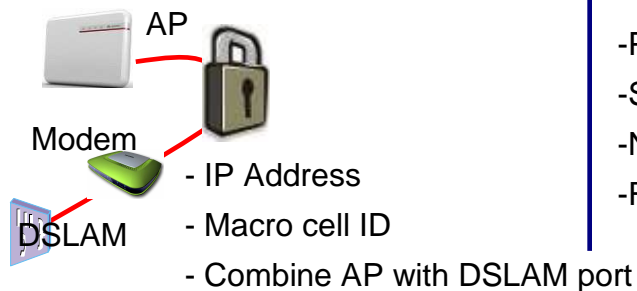 AP
Modem
DSLAM
- IP Address
- Macro cell ID
- Combine AP with DSLAM port